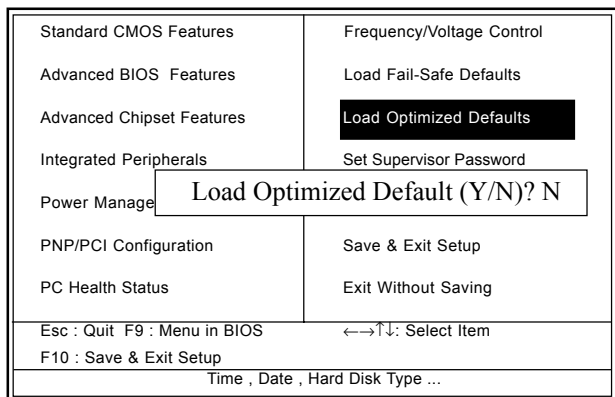 Standard CMOS Features
Advanced BIOS  Features
Advanced Chipset Features
Integrated Peripherals
Power Manage
PNP/PCI Configuration
PC Health Status
Frequency/Voltage Control
Load Fail-Safe Defaults
Load Optimized Defaults
Set Supervisor Password
Load Optimized Default (Y/N)? N
Save & Exit Setup
Exit Without Saving
Esc : Quit  F9 : Menu in BIOS
←→↑↓: Select Item
F10 : Save & Exit Setup
Time , Date , Hard Disk Type ...